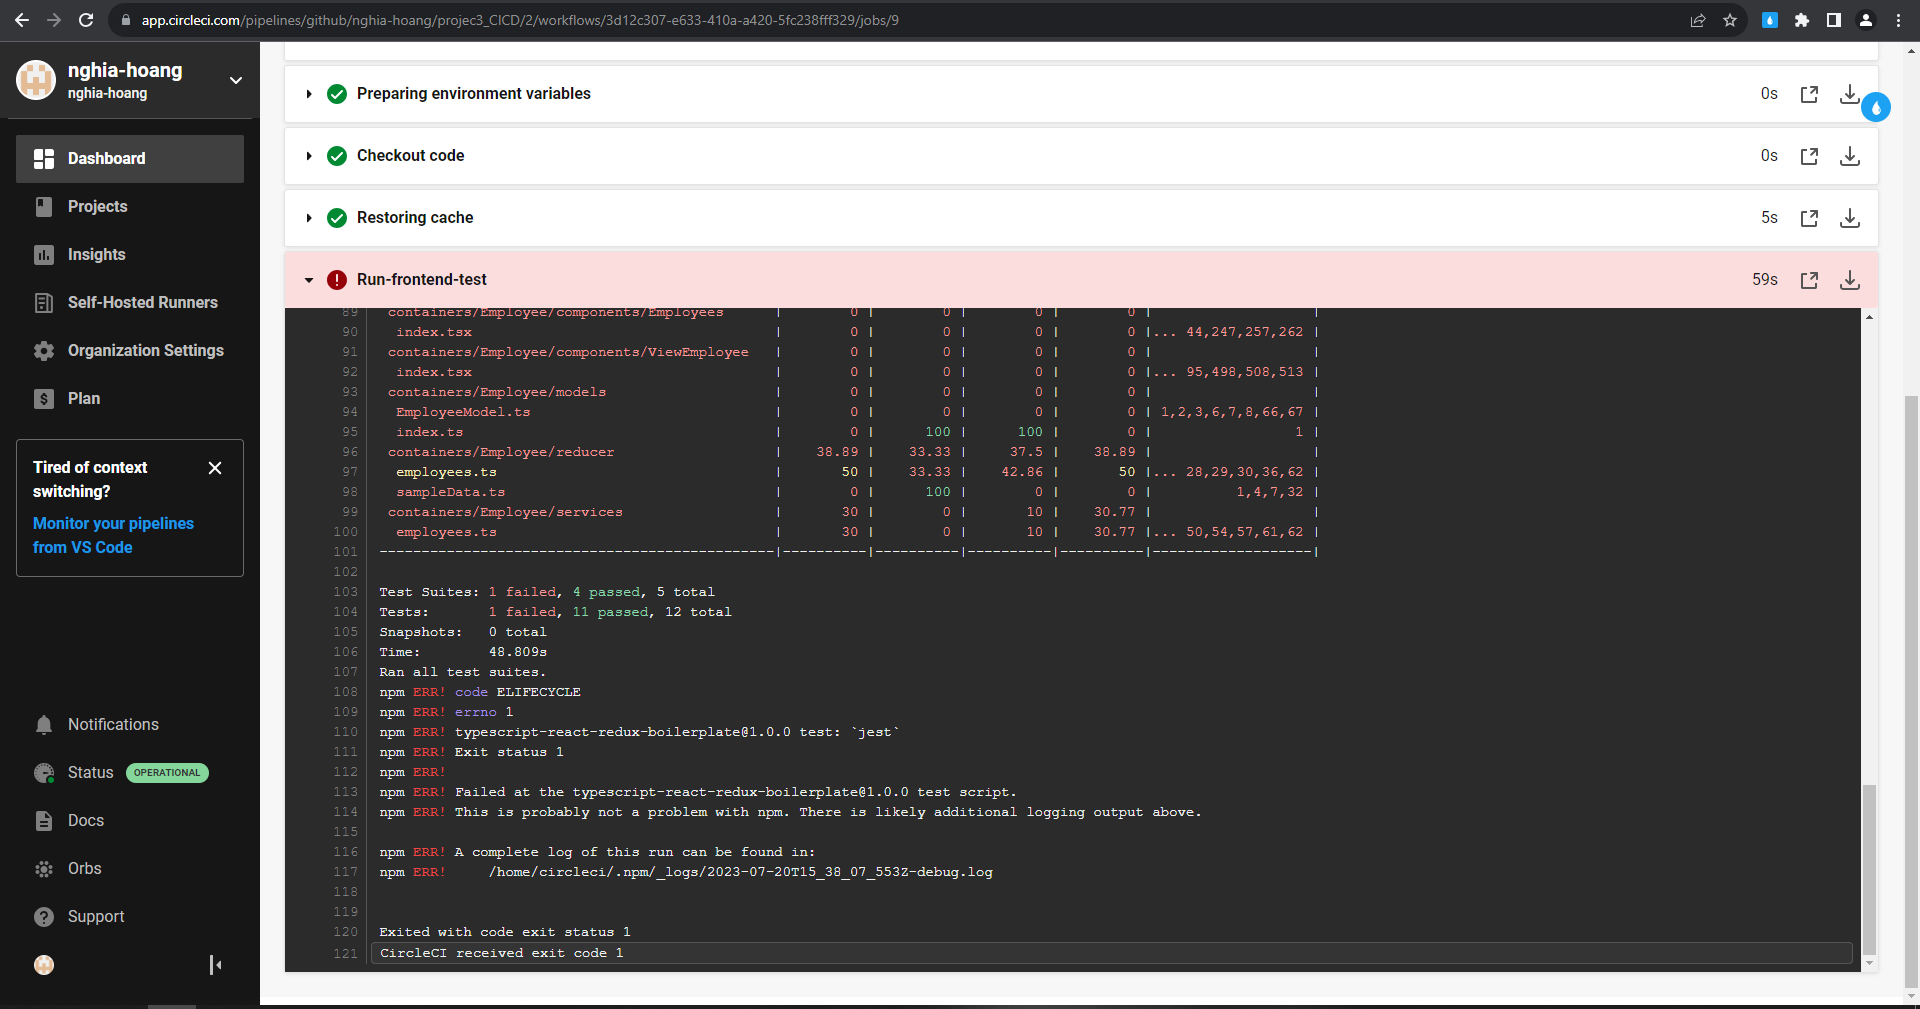 app.circleci.com/pipelines/github/nghia-hoang/projec3_CICD/2/workflows/3d12c307-e633-410a-a420-5fc238fff329/jobs/9
nghia-hoang
nghia-hoang
Dashboard
Projects
Insights
Self-Hosted Runners
Organization Settings
Plan
Tired of context
switching?
Monitor your pipelines
from VS Code
Notifications
Status OPERATIONAL
Docs
Orbs
Support
Preparing environment variables 0s
Checkout code 0s
Restoring cache 5s
Run-frontend-test 59s
89 containers/Employee/components/Employees | 0 | 0 | 0 | 0 | |
90 index.tsx | 0 | 0 | 0 | 0 |... 44,247,257,262 |
91 containers/Employee/components/ViewEmployee | 0 | 0 | 0 | 0 | |
92 index.tsx | 0 | 0 | 0 | 0 |... 95,498,508,513 |
93 containers/Employee/models | 0 | 0 | 0 | 0 | |
94 EmployeeModel.ts | 0 | 0 | 0 | 0 | 1,2,3,6,7,8,66,67 |
95 index.ts | 0 | 100 | 100 | 0 | 1 |
96 containers/Employee/reducer | 38.89 | 33.33 | 37.5 | 38.89 | |
97 employees.ts | 50 | 33.33 | 42.86 | 50 |... 28,29,30,36,62 |
98 sampleData.ts | 0 | 100 | 0 | 0 | 1,4,7,32 |
99 containers/Employee/services | 30 | 0 | 10 | 30.77 | |
100 employees.ts | 30 | 0 | 10 | 30.77 |... 50,54,57,61,62 |
101 -----------------------------------------------|----------|----------|----------|----------|-------------------|
102
103 Test Suites: 1 failed, 4 passed, 5 total
104 Tests: 1 failed, 11 passed, 12 total
105 Snapshots: 0 total
106 Time: 48.809s
107 Ran all test suites.
108 npm ERR! code ELIFECYCLE
109 npm ERR! errno 1
110 npm ERR! typescript-react-redux-boilerplate@1.0.0 test: `jest`
111 npm ERR! Exit status 1
112 npm ERR!
113 npm ERR! Failed at the typescript-react-redux-boilerplate@1.0.0 test script.
114 npm ERR! This is probably not a problem with npm. There is likely additional logging output above.
115
116 npm ERR! A complete log of this run can be found in:
117 npm ERR! /home/circleci/.npm/_logs/2023-07-20T15_38_07_553Z-debug.log
118
119
120 Exited with code exit status 1
121 CircleCI received exit code 1